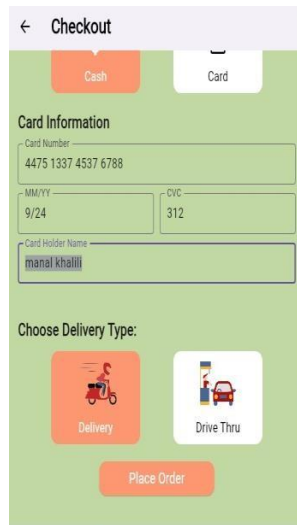 Checkout
Cash Card
Card Information
Card Number
4475 1337 4537 6788
MM/YY CVC
9/24 312
Card Holder Name
manal khalili
Choose Delivery Type:
Delivery Drive Thru
Place Order